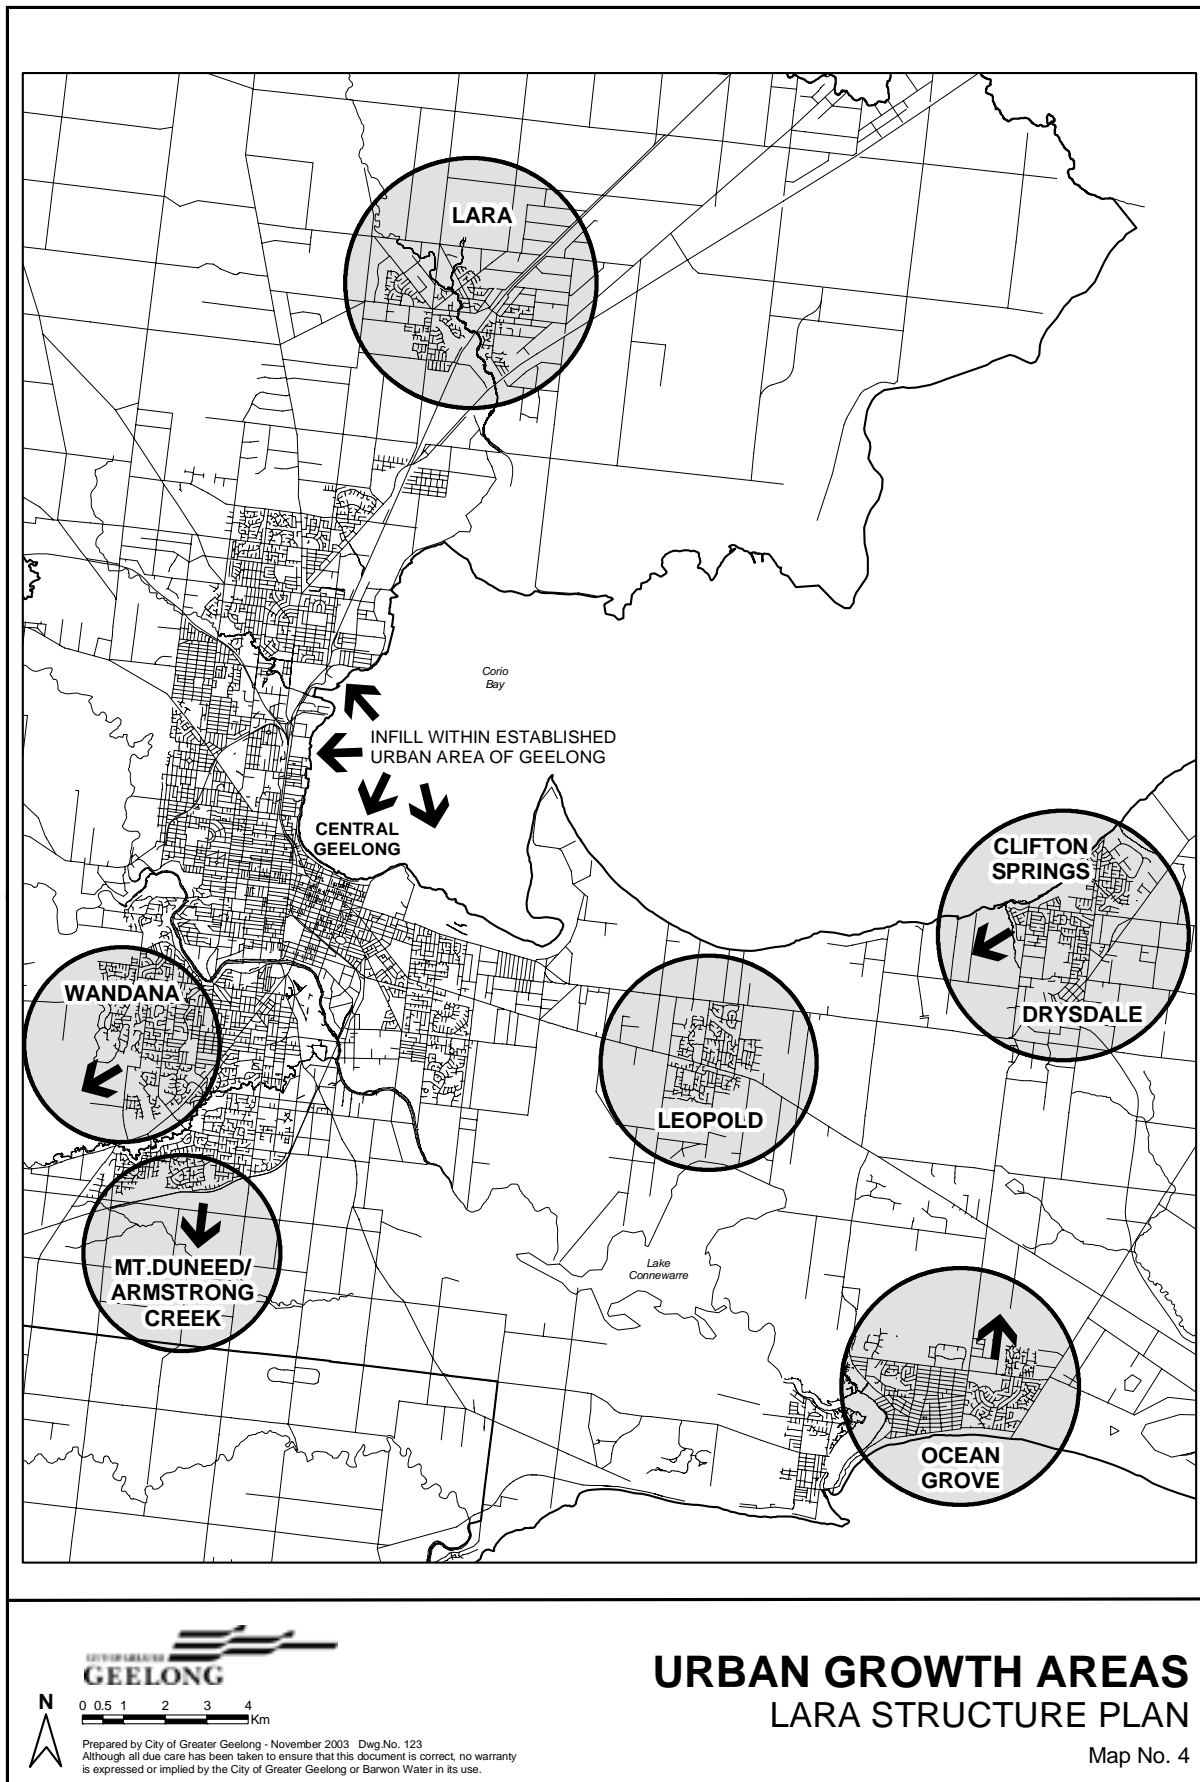 LARA
Corio
Bay
INFILL WITHIN ESTABLISHED
URBAN AREA OF GEELONG
CENTRAL
GEELONG
CLIFTON
SPRINGS
DRYSDALE
WANDANA
LEOPOLD
MT.DUNEED/
ARMSTRONG
CREEK
Lake
Connewarre
OCEAN
GROVE
CITY OF GREATER
GEELONG
N
0 0.5 1 2 3 4
Km
Prepared by City of Greater Geelong - November 2003 Dwg.No. 123
Although all due care has been taken to ensure that this document is correct, no warranty
is expressed or implied by the City of Greater Geelong or Barwon Water in its use.
URBAN GROWTH AREAS
LARA STRUCTURE PLAN
Map No. 4